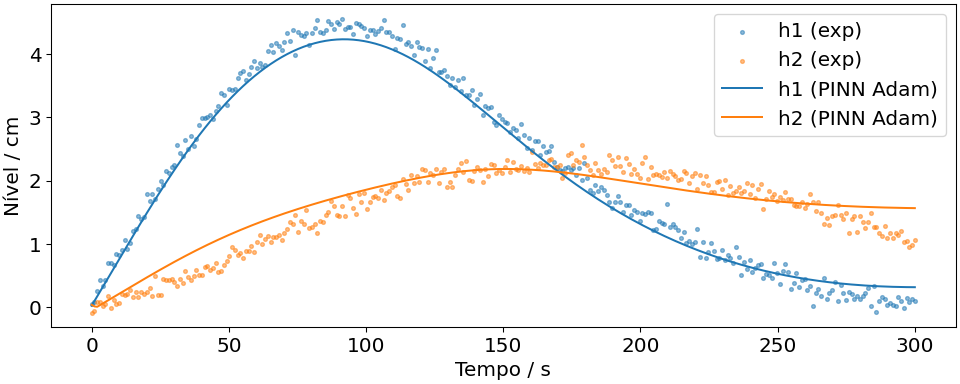 h1 (exp)
h2 (exp)
h1 (PINN Adam)
h2 (PINN Adam)
Nível / cm
4
3
2
1
0
0 50 100 150 200 250 300
Tempo / s